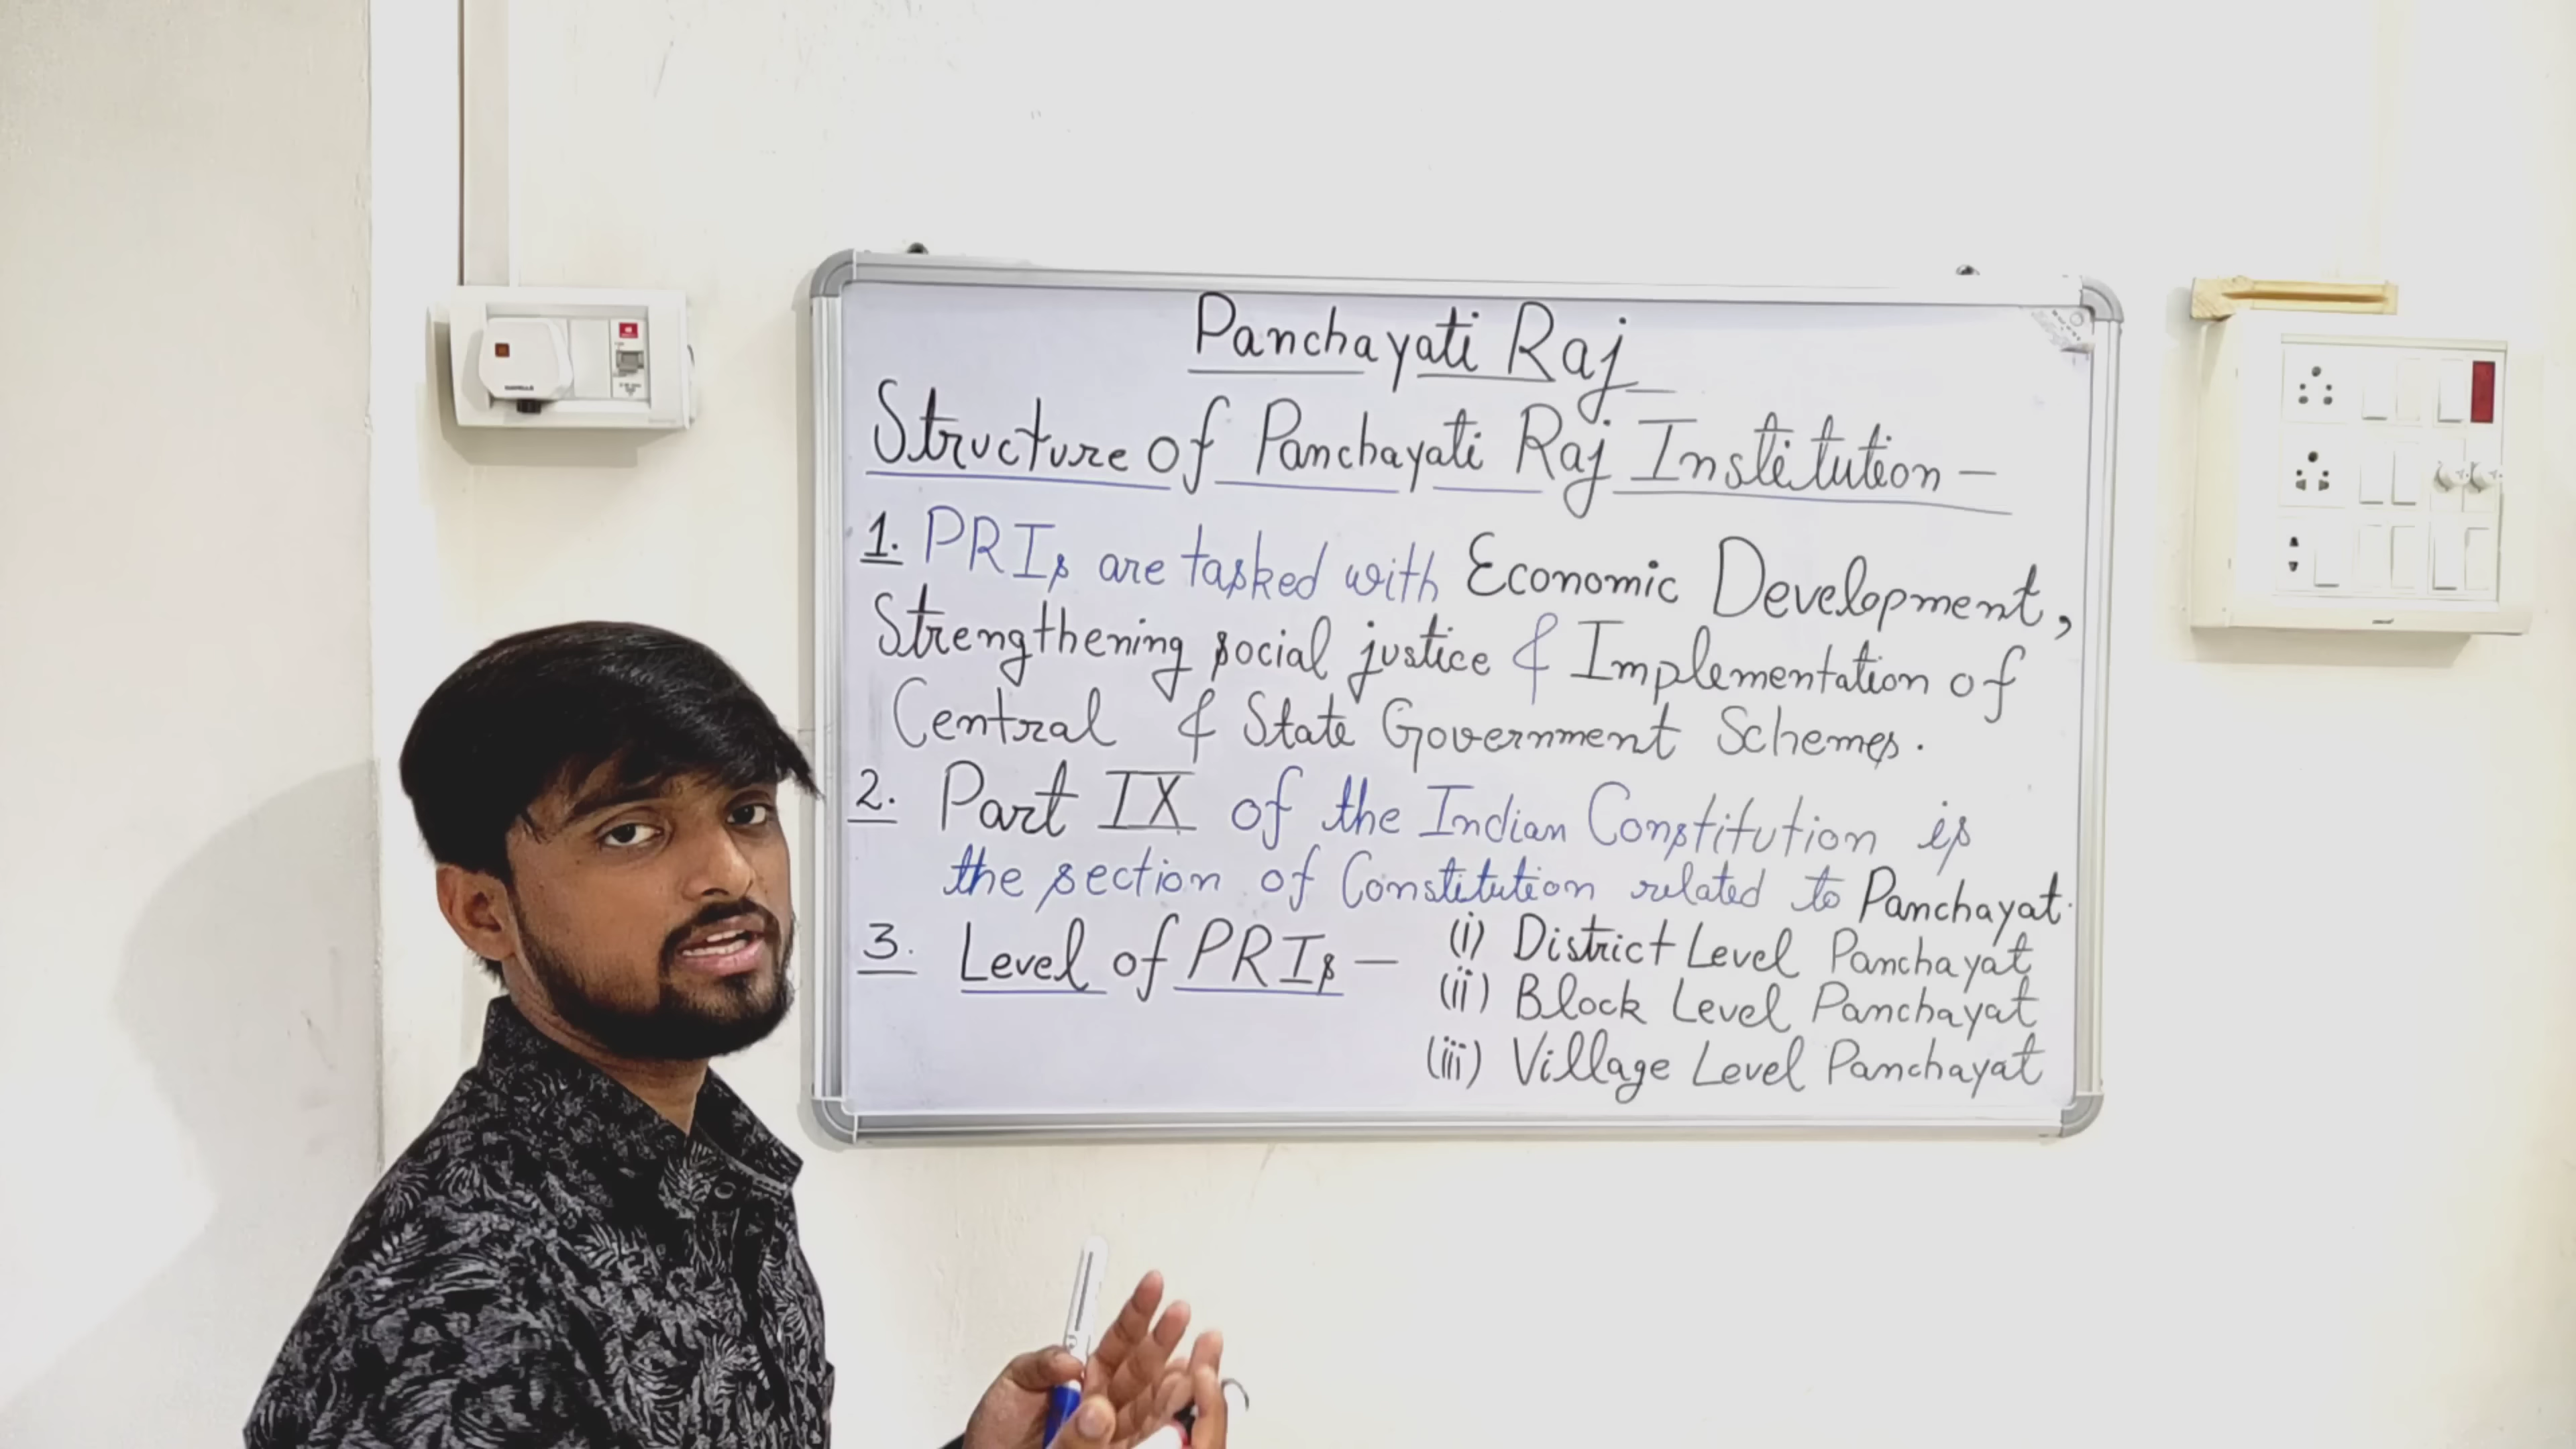 Panchayati Raj
Structure of Panchayati Raj Institution -
1. PRIs are tasked with Economic Development,
Strengthening social justice & Implementation of
Central & State Government Schemes.
2. Part IX of the Indian Constitution is
the section of Constitution related to Panchayat.
3. Level of PRIs - (i) District Level Panchayat
(ii) Block Level Panchayat
(iii) Village Level Panchayat